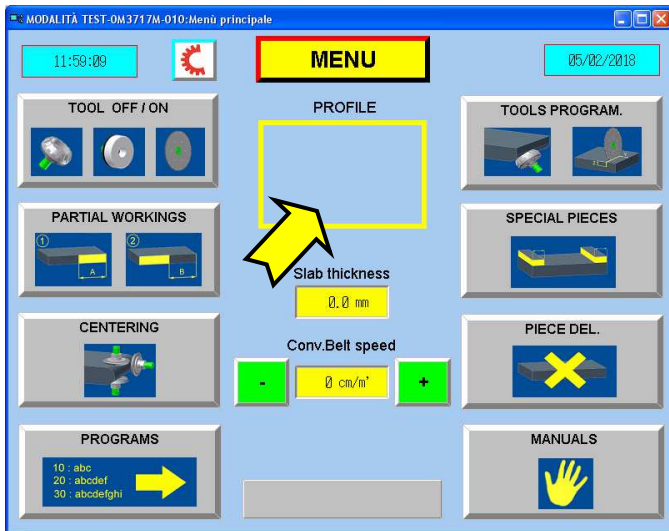 MODALITÀ TEST-0M3717M-010:Menù principale
11:59:09
MENU
05/02/2018
TOOL OFF / ON
PROFILE
TOOLS PROGRAM.
PARTIAL WORKINGS
1
2
A
B
SPECIAL PIECES
Slab thickness
0.0 mm
CENTERING
Conv.Belt speed
PIECE DEL.
-
0 cm/m'
+
PROGRAMS
10 : abc
20 : abcdef
30 : abcdefghi
MANUALS